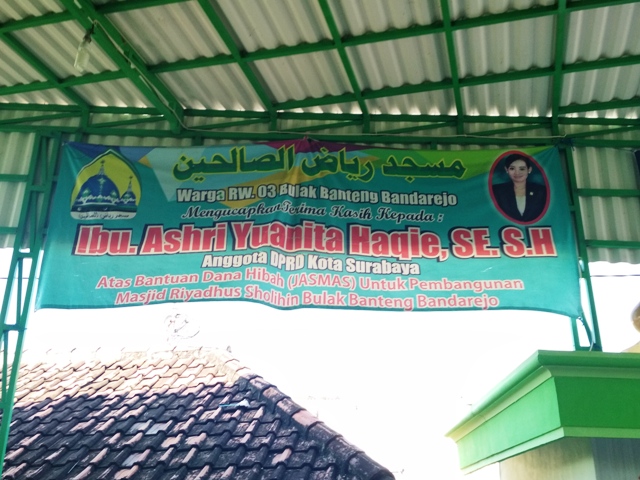 مسجد رياض الصالحين
Warga RW. 03 Bulak Banteng Bandarejo
Mengucapkan Terima Kasih Kepada :
Ibu. Ashri Yuanita Haqie, SE. S.H
Anggota DPRD Kota Surabaya
Atas Bantuan Dana Hibah (JASMAS) Untuk Pembangunan
Masjid Riyadhus Sholihin Bulak Banteng Bandarejo